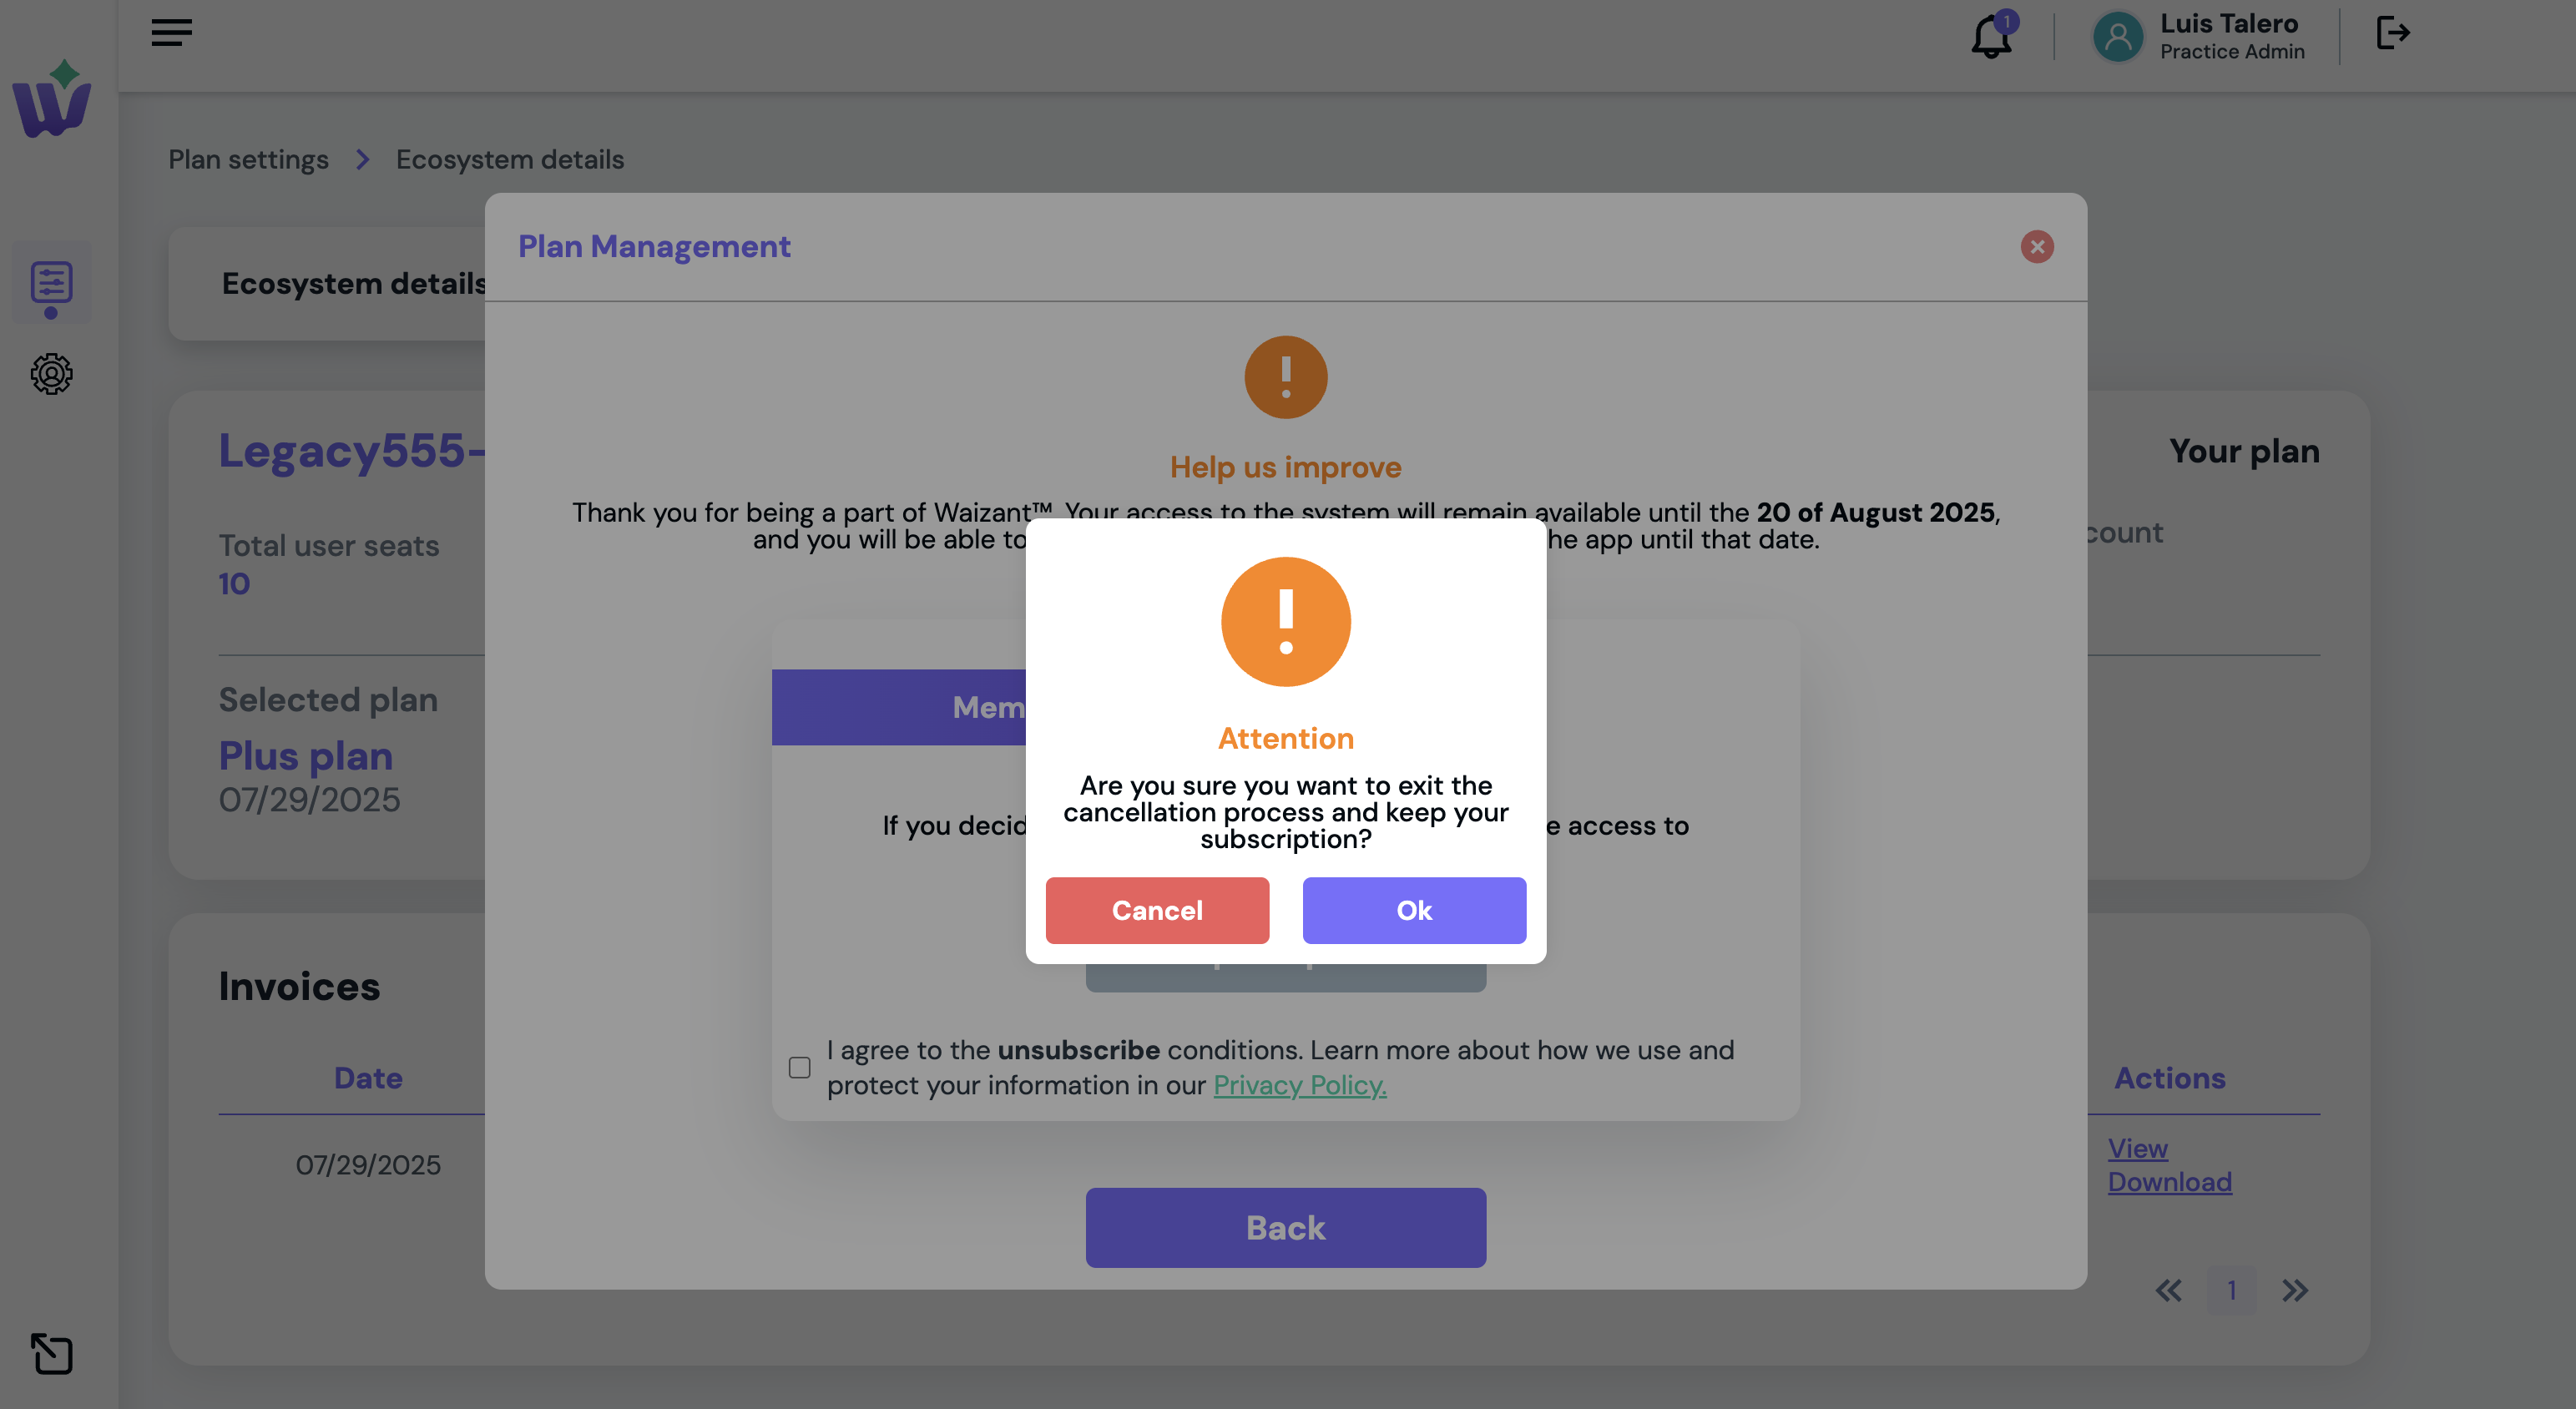 1
Luis Talero
Practice Admin
Plan settings
Ecosystem details
Ecosystem details
Plan Management
Help us improve
Thank you for being a part of Waizant™. Your access to the system will remain available until the 20 of August 2025,
and you will be able to
he app until that date.
Legacy555-
Your plan
Total user seats
10
count
Selected plan
Plus plan
07/29/2025
Mem
If you decid
e access to
Attention
Are you sure you want to exit the
cancellation process and keep your
subscription?
Cancel
Ok
I agree to the unsubscribe conditions. Learn more about how we use and
protect your information in our Privacy Policy.
Back
Invoices
Date
Actions
07/29/2025
View
Download
1